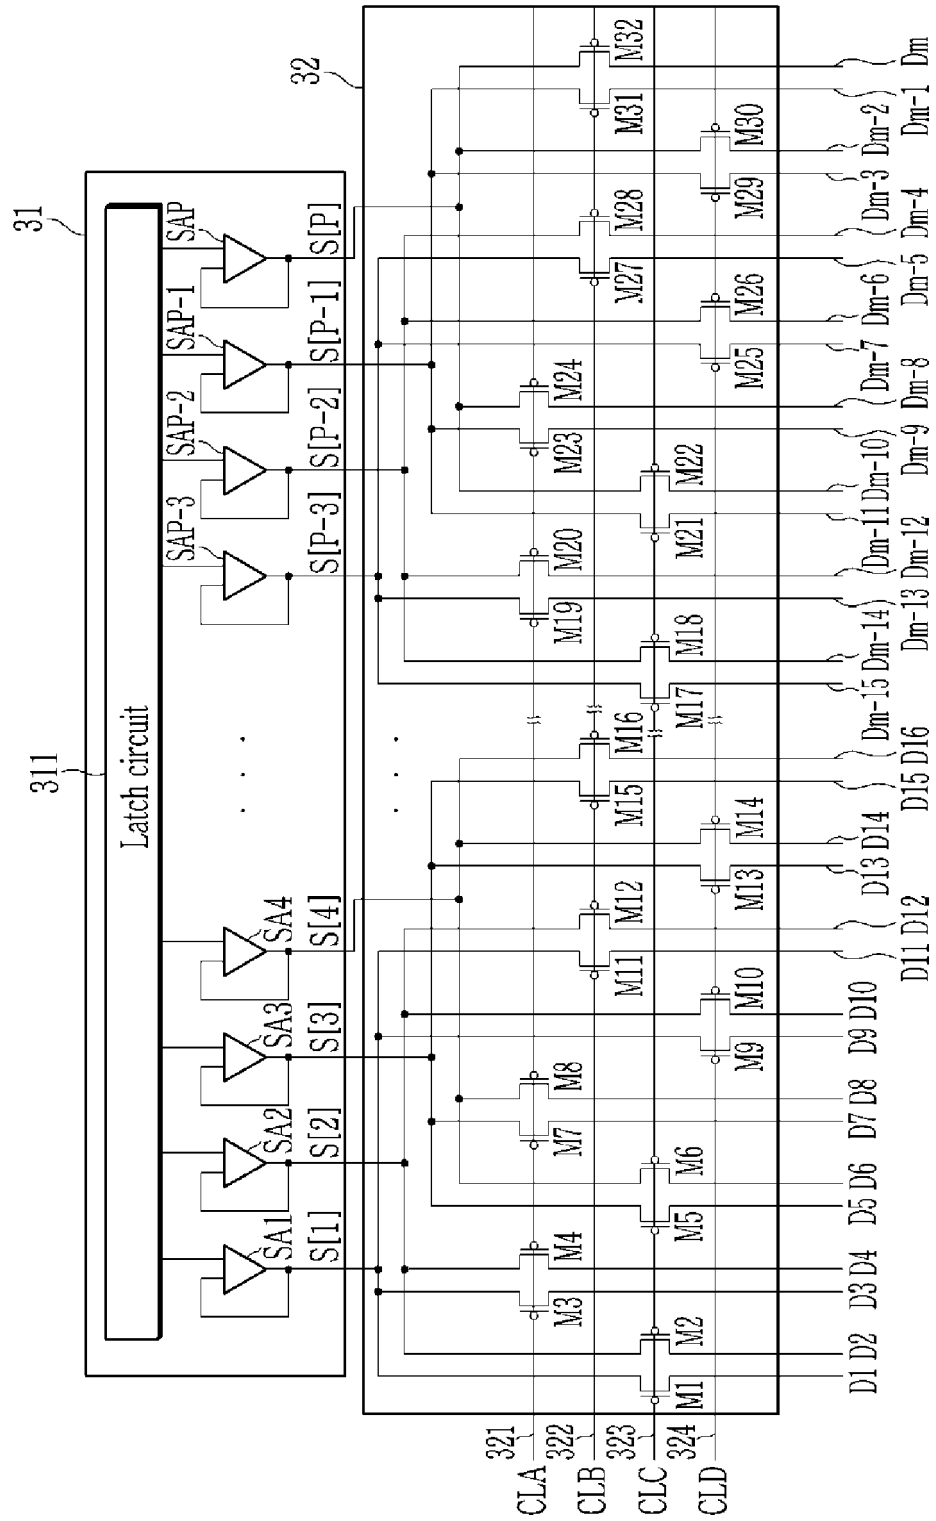 31
311
Latch circuit
SA1
SA2
SA3
SA4
SAP-3
SAP-2
SAP-1
SAP
S[1]
S[2]
S[3]
S[4]
S[P-3]
S[P-2]
S[P-1]
S[P]
32
CLA
321
M3
M4
M7
M8
M19
M20
M23
M24
CLB
322
M11
M12
M15
M16
M27
M28
M31
M32
CLC
323
M1
M2
M5
M6
M17
M18
M21
M22
CLD
324
M9
M10
M13
M14
M25
M26
M29
M30
D1
D2
D3
D4
D5
D6
D7
D8
D9
D10
D11
D12
D13
D14
D15
D16
Dm-15
Dm-14
Dm-13
Dm-12
Dm-11
Dm-10
Dm-9
Dm-8
Dm-7
Dm-6
Dm-5
Dm-4
Dm-3
Dm-2
Dm-1
Dm